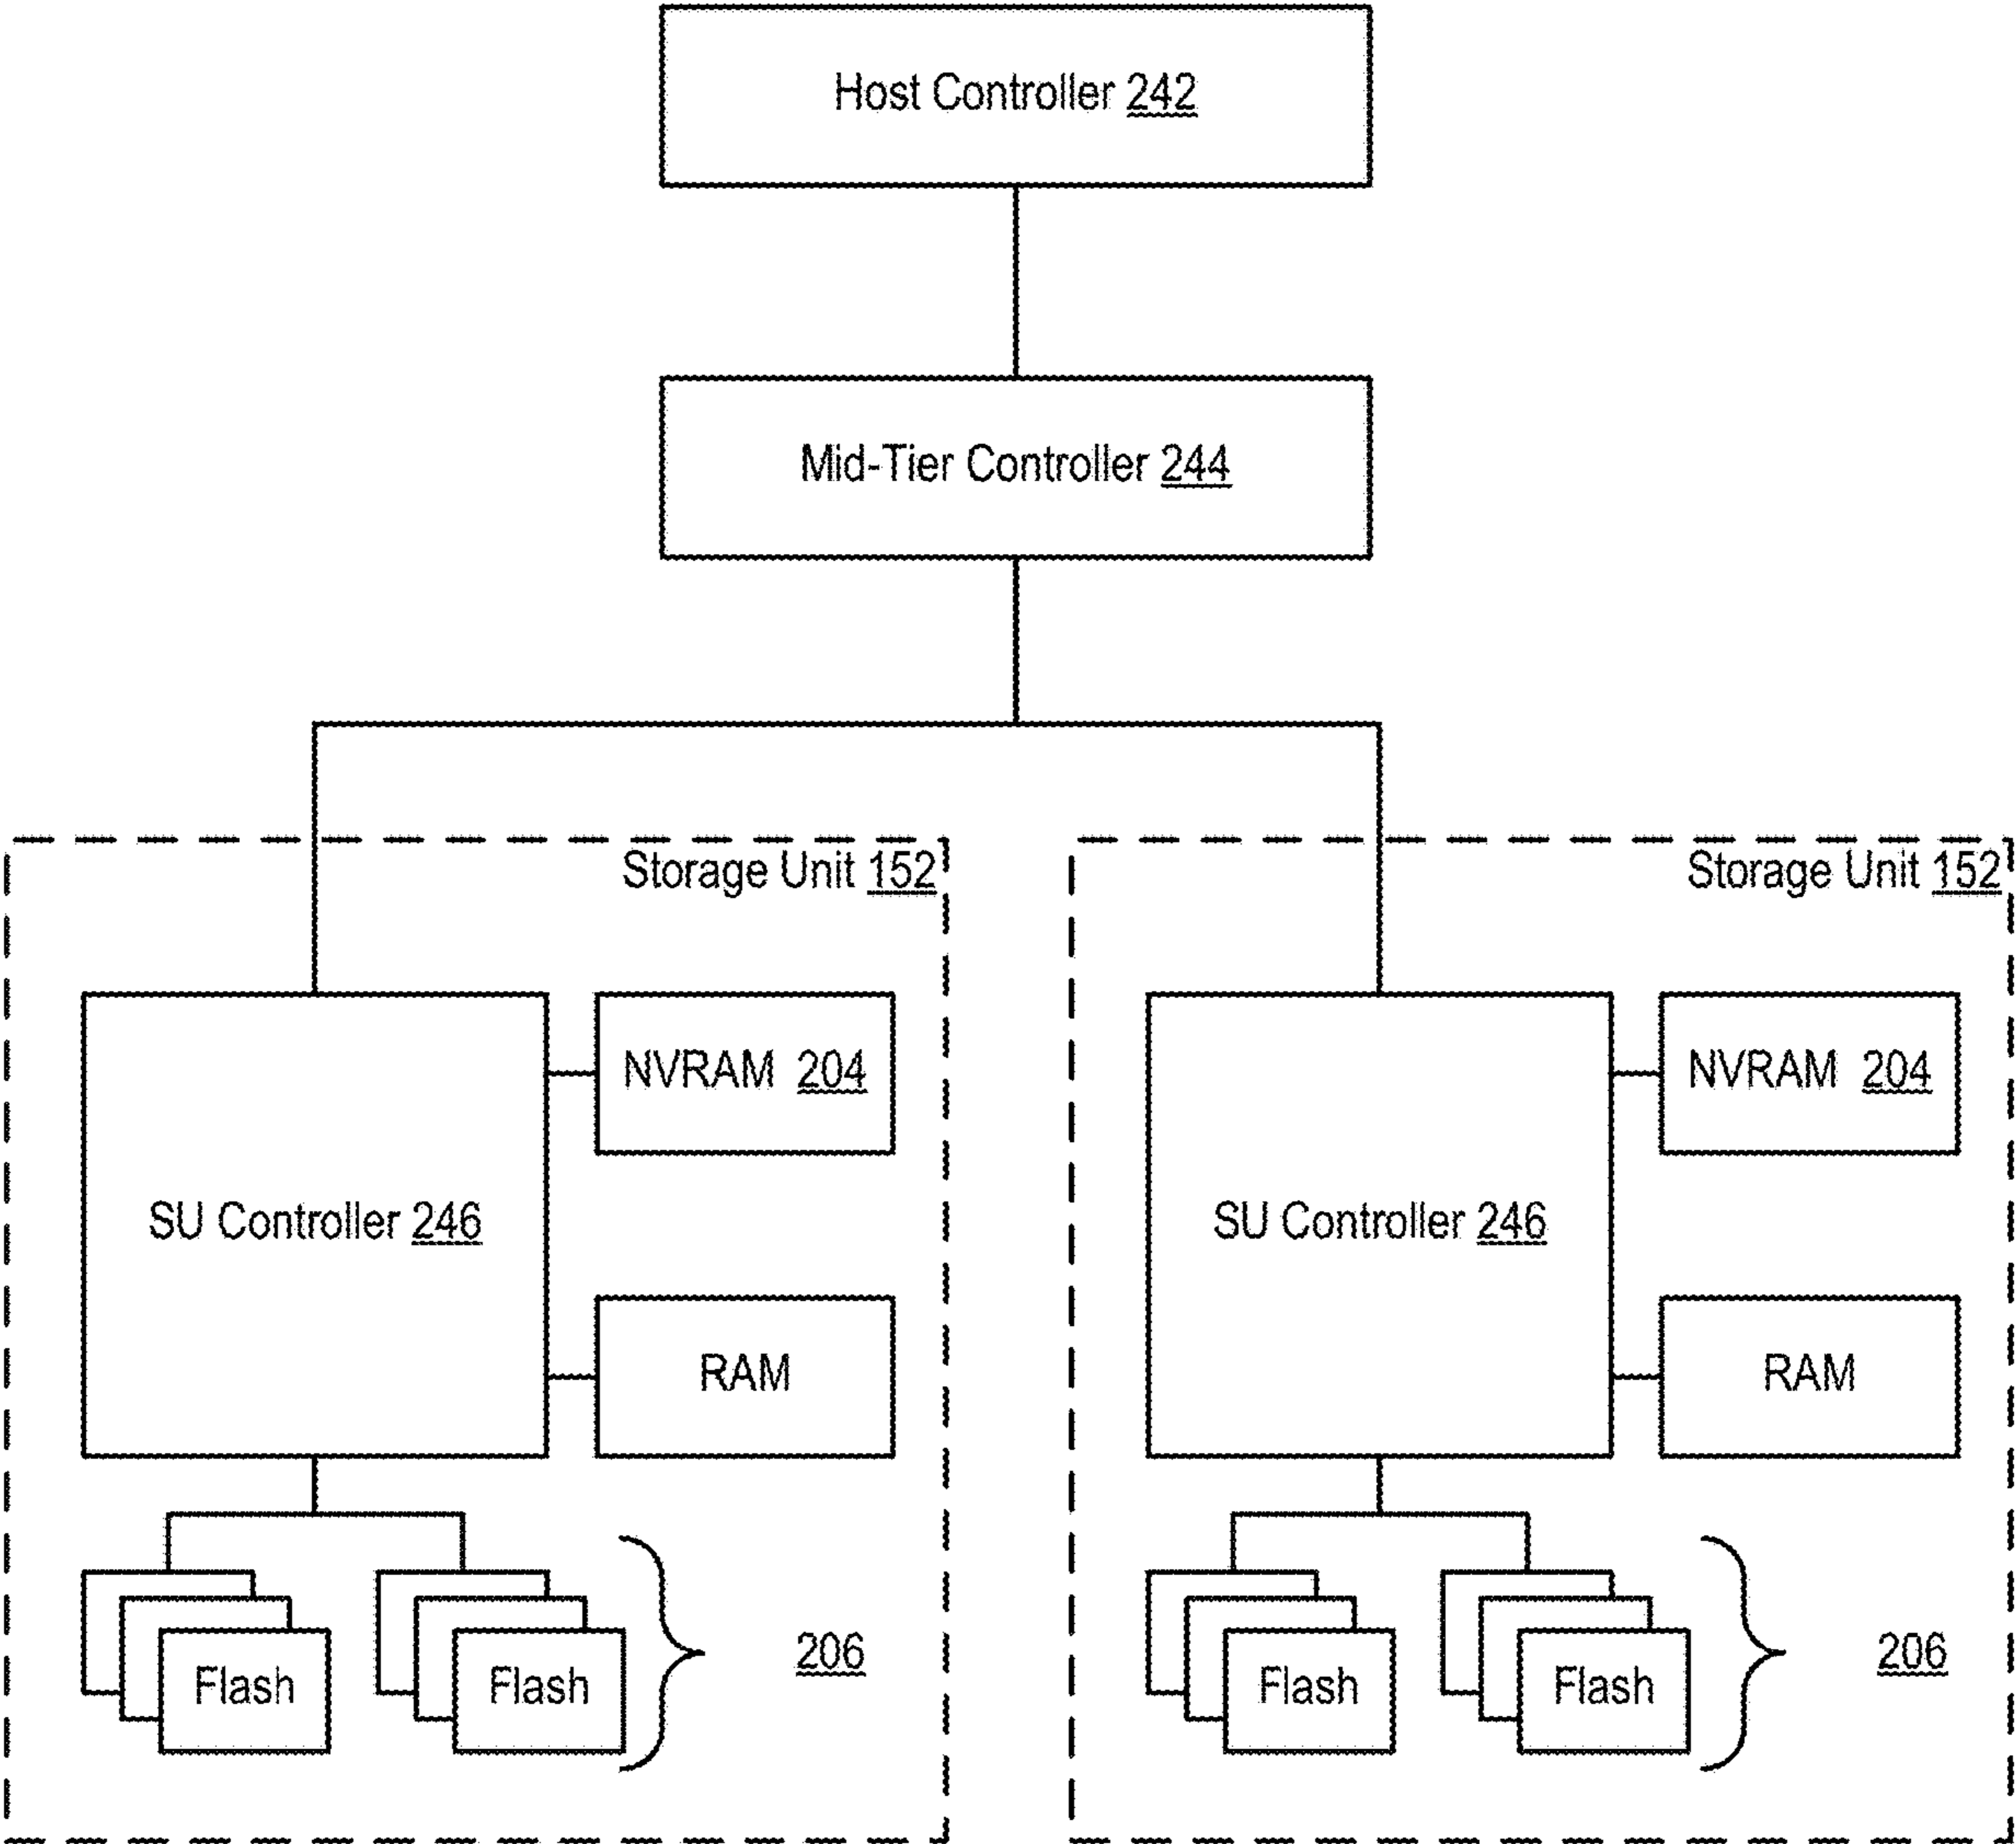 Host Controller 242
Mid-Tier Controller 244
Storage Unit 152
SU Controller 246
NVRAM 204
RAM
Flash
Flash
206
Storage Unit 152
SU Controller 246
NVRAM 204
RAM
Flash
Flash
206